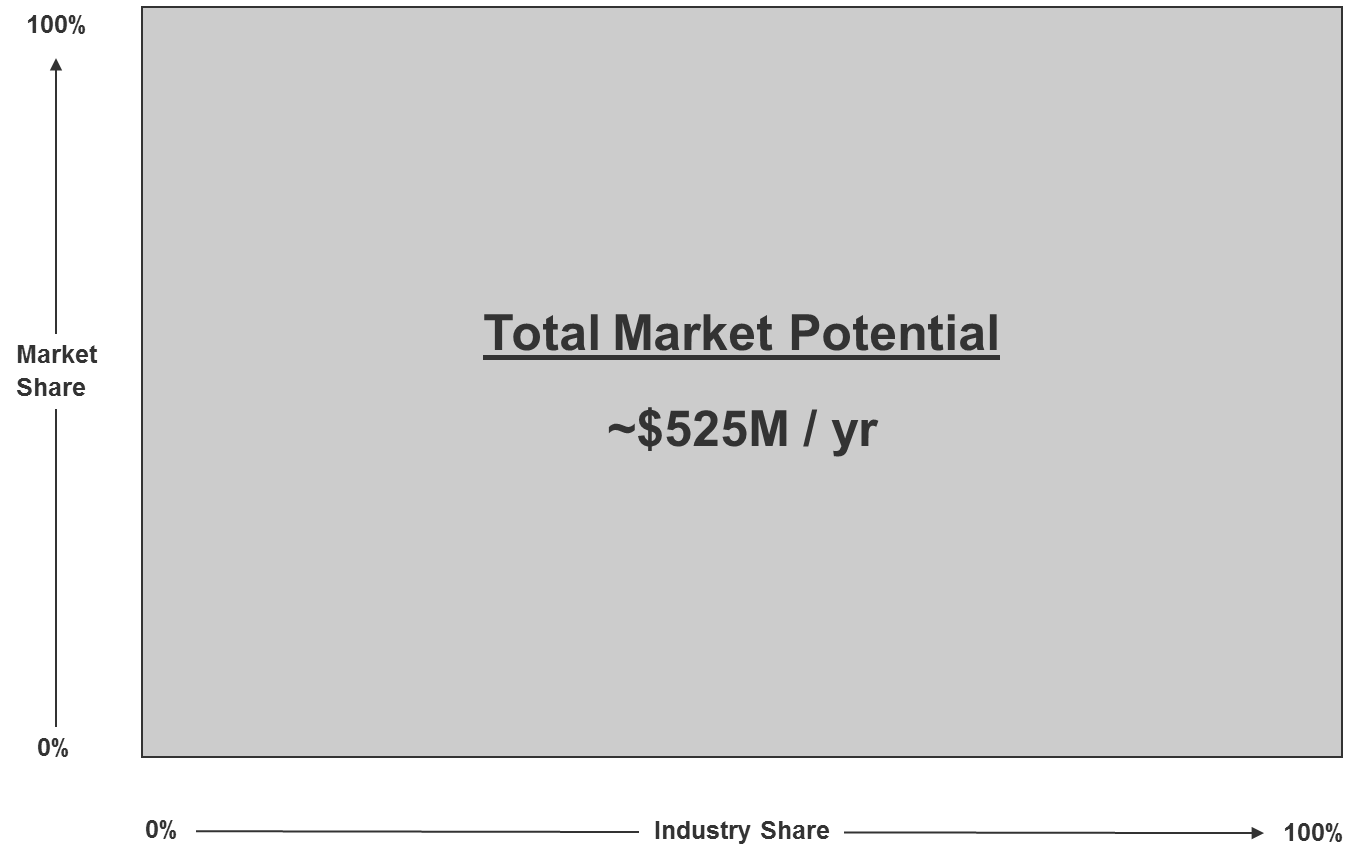 100%
Total Market Potential
Market
Share
~$525M / yr
0%
0%
Industry Share
100%